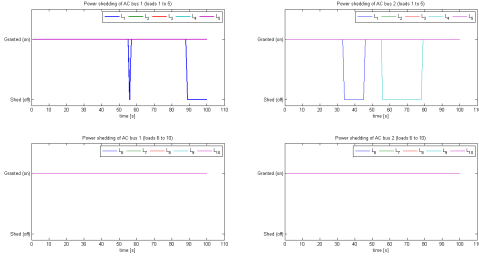 Power shedding of AC bus 1 (loads 1 to 5)
L1 L2 L3 L4 L5
Granted (on)
Shed (off)
0 10 20 30 40 50 60 70 80 90 100 110
time [s]
Power shedding of AC bus 2 (loads 1 to 5)
L1 L2 L3 L4 L5
Granted (on)
Shed (off)
0 10 20 30 40 50 60 70 80 90 100 110
time [s]
Power shedding of AC bus 1 (loads 6 to 10)
L6 L7 L8 L9 L10
Granted (on)
Shed (off)
0 10 20 30 40 50 60 70 80 90 100 110
time [s]
Power shedding of AC bus 2 (loads 6 to 10)
L6 L7 L8 L9 L10
Granted (on)
Shed (off)
0 10 20 30 40 50 60 70 80 90 100 110
time [s]